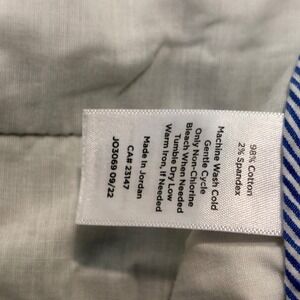 98% Cotton
2% Spandex
Machine Wash Cold
Gentle Cycle
Only Non-Chlorine
Bleach When Needed
Tumble Dry Low
Warm Iron, If Needed
Made In Jordan
CA# 23147
JO3069 09/22